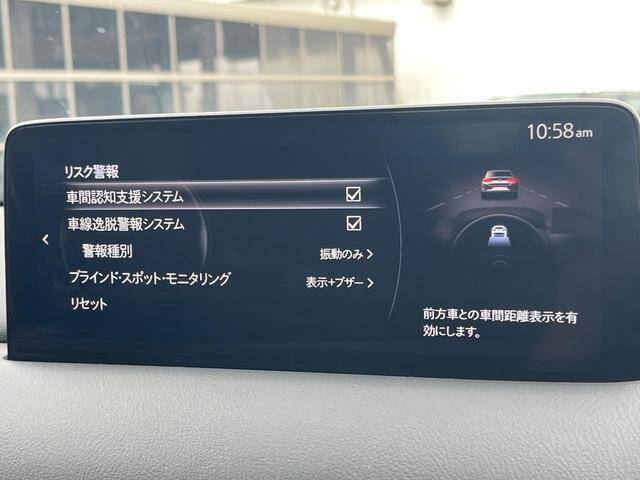 10:58am
リスク警報
車間認知支援システム
車線逸脱警報システム
警報種別 振動のみ
ブラインド・スポット・モニタリング 表示+ブザー
リセット
前方車との車間距離表示を有
効にします。